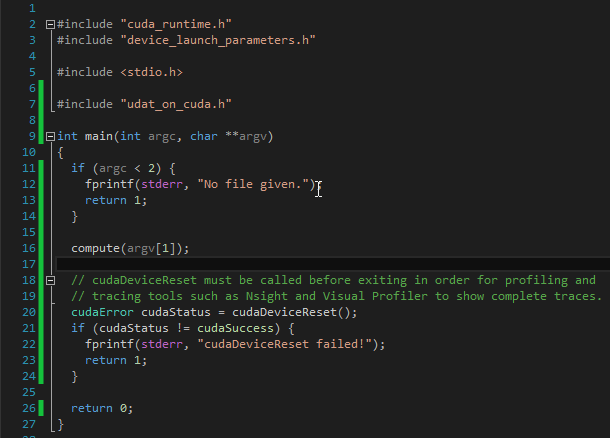 1
2 #include "cuda_runtime.h"
3 #include "device_launch_parameters.h"
4
5 #include <stdio.h>
6
7 #include "udat_on_cuda.h"
8
9 int main(int argc, char **argv)
10 {
11   if (argc < 2) {
12     fprintf(stderr, "No file given.");
13     return 1;
14   }
15
16   compute(argv[1]);
17
18   // cudaDeviceReset must be called before exiting in order for profiling and
19   // tracing tools such as Nsight and Visual Profiler to show complete traces.
20   cudaError cudaStatus = cudaDeviceReset();
21   if (cudaStatus != cudaSuccess) {
22     fprintf(stderr, "cudaDeviceReset failed!");
23     return 1;
24   }
25
26   return 0;
27 }